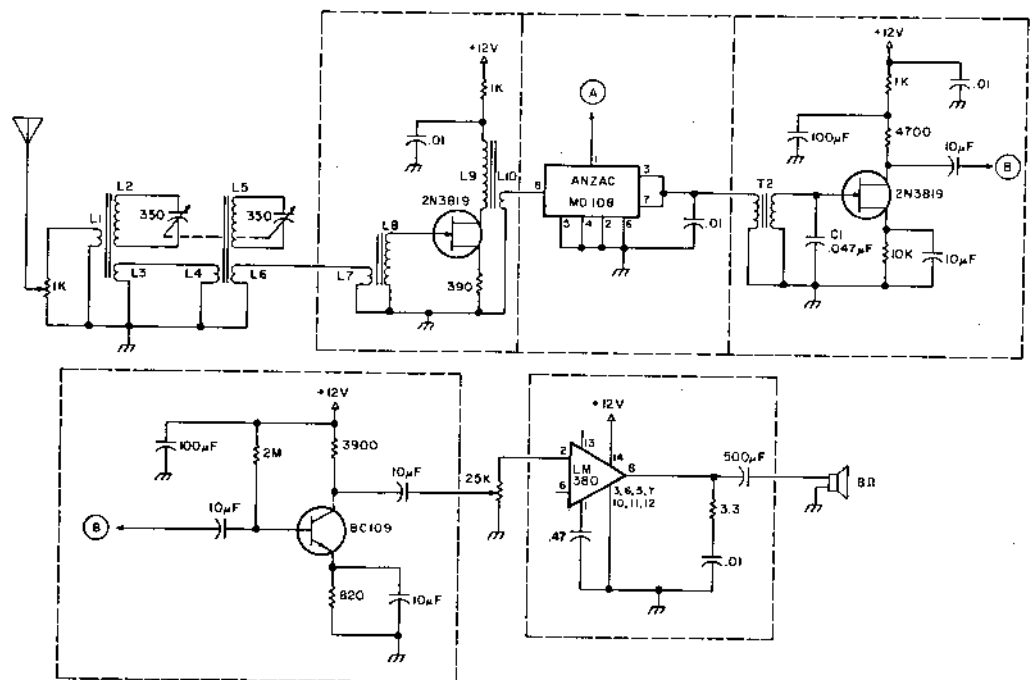 +12V
1K
.01
L9
L10
2N3819
L8
L7
390
L2
350
L1
L3
1K
L5
350
L4
L6
A
1
8
ANZAC
MD108
3
7
3
4
2
6
.01
+12V
1K
.01
100µF
4700
10µF
B
T2
2N3819
C1
.047µF
10K
10µF
+12V
100µF
2M
3900
10µF
B
10µF
BC109
820
10µF
25K
+12V
13
2
14
LM
380
8
6
1
3,6,5,7
10,11,12
.47
500µF
3.3
.01
8Ω